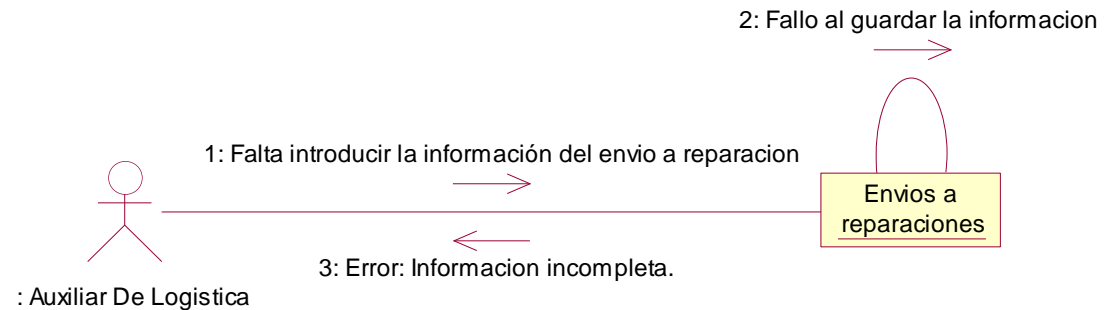 2: Fallo al guardar la informacion
1: Falta introducir la información del envio a reparacion
Envios a
reparaciones
3: Error: Informacion incompleta.
: Auxiliar De Logistica